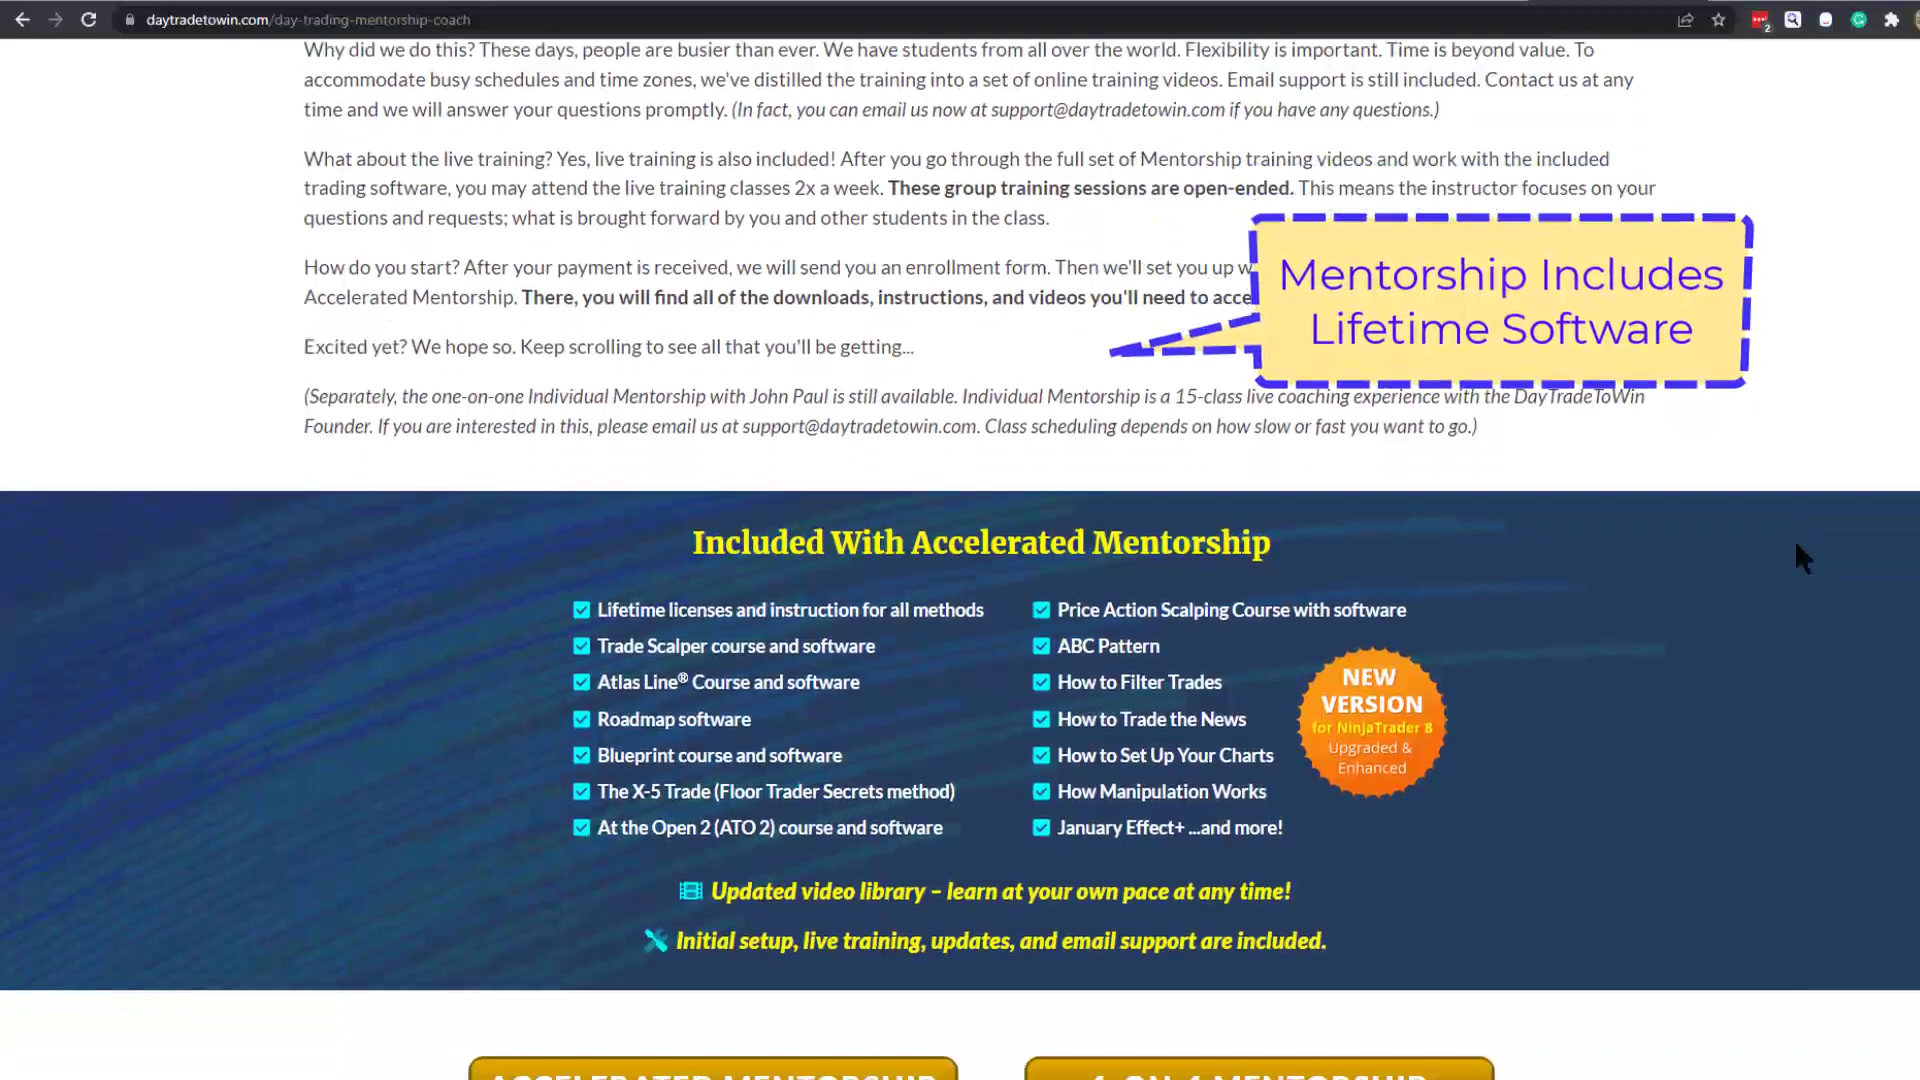 daytradetowin.com/day-trading-mentorship-coach
2
Why did we do this? These days, people are busier than ever. We have students from all over the world. Flexibility is important. Time is beyond value. To
accommodate busy schedules and time zones, we've distilled the training into a set of online training videos. Email support is still included. Contact us at any
time and we will answer your questions promptly. (In fact, you can email us now at support@daytradetowin.com if you have any questions.)
What about the live training? Yes, live training is also included! After you go through the full set of Mentorship training videos and work with the included
trading software, you may attend the live training classes 2x a week. These group training sessions are open-ended. This means the instructor focuses on your
questions and requests; what is brought forward by you and other students in the class.
How do you start? After your payment is received, we will send you an enrollment form. Then we'll set you up w
Accelerated Mentorship. There, you will find all of the downloads, instructions, and videos you'll need to acce
Mentorship Includes
Lifetime Software
Excited yet? We hope so. Keep scrolling to see all that you'll be getting...
(Separately, the one-on-one Individual Mentorship with John Paul is still available. Individual Mentorship is a 15-class live coaching experience with the DayTradeToWin
Founder. If you are interested in this, please email us at support@daytradetowin.com. Class scheduling depends on how slow or fast you want to go.)
Included With Accelerated Mentorship
Lifetime licenses and instruction for all methods
Trade Scalper course and software
Atlas Line® Course and software
Roadmap software
Blueprint course and software
The X-5 Trade (Floor Trader Secrets method)
At the Open 2 (ATO 2) course and software
Price Action Scalping Course with software
ABC Pattern
How to Filter Trades
How to Trade the News
How to Set Up Your Charts
How Manipulation Works
January Effect+ ...and more!
NEW
VERSION
for NinjaTrader 8
Upgraded &
Enhanced
Updated video library – learn at your own pace at any time!
Initial setup, live training, updates, and email support are included.
ACCELERATED MENTORSHIP
1-ON-1 MENTORSHIP